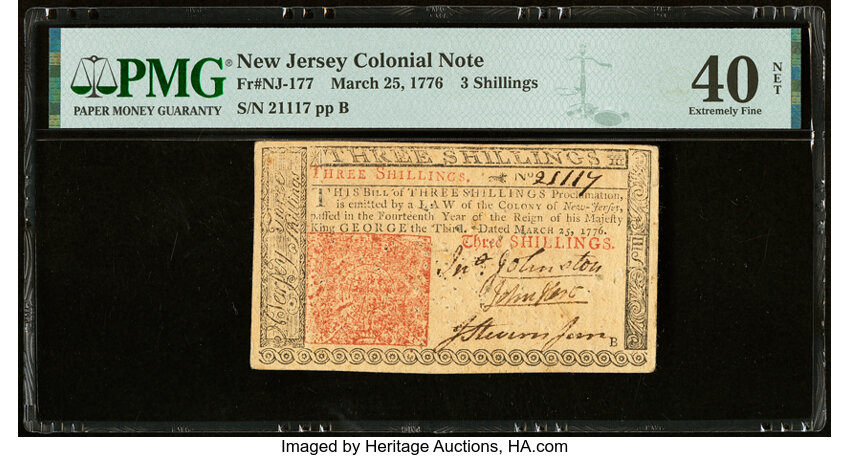 PMG®
PAPER MONEY GUARANTY
New Jersey Colonial Note
Fr#NJ-177 March 25, 1776 3 Shillings
S/N 21117 pp B
40
NET
Extremely Fine
THREE SHILLINGS
THREE SHILLINGS. No 21117
THIS BILL of THREE SHILLINGS Proclamation,
is emitted by a LAW of the COLONY of New-Jersey,
passed in the Fourteenth Year of the Reign of his Majesty
King GEORGE the Third. Dated MARCH 25, 1776.
Three SHILLINGS.
Jno. Johnston
John
J Stevens Jun
B
Shillings
Imaged by Heritage Auctions, HA.com